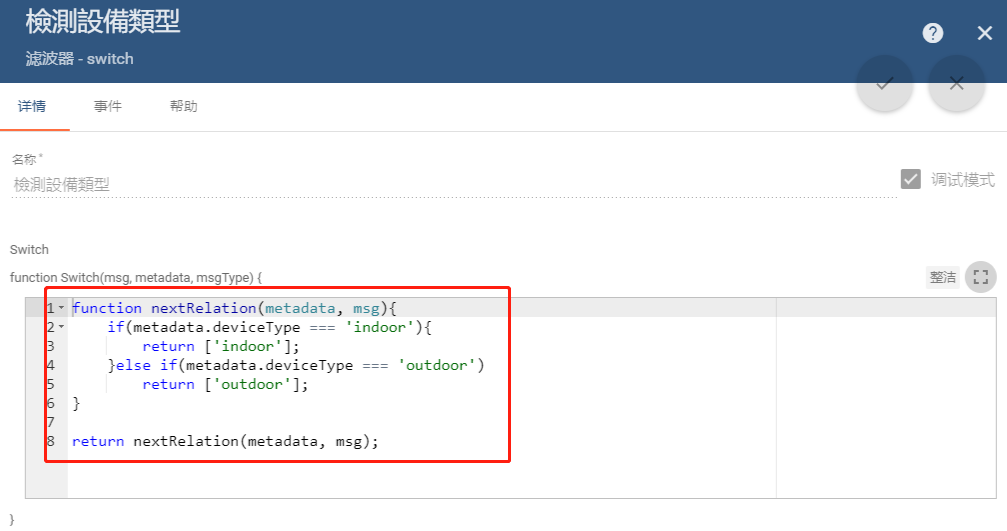 檢測設備類型
滤波器 - switch
详情
事件
帮助
名称 *
檢測設備類型
调试模式
Switch
function Switch(msg, metadata, msgType) {
整洁
1 function nextRelation(metadata, msg){
2     if(metadata.deviceType === 'indoor'){
3         return ['indoor'];
4     }else if(metadata.deviceType === 'outdoor')
5         return ['outdoor'];
6 }
7
8 return nextRelation(metadata, msg);
}